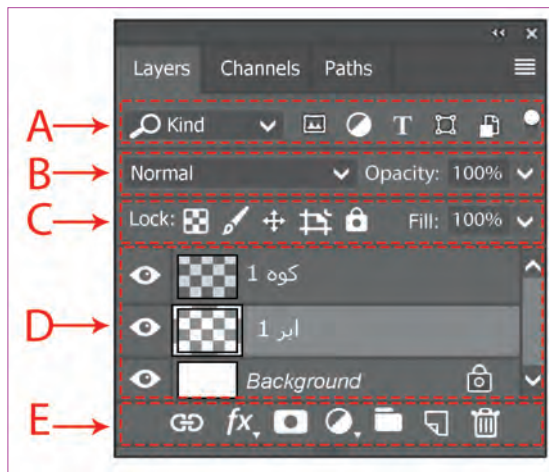 Layers Channels Paths
A Kind T
B Normal Opacity: 100%
C Lock: Fill: 100%
کوه 1
D ابر 1
Background
E fx